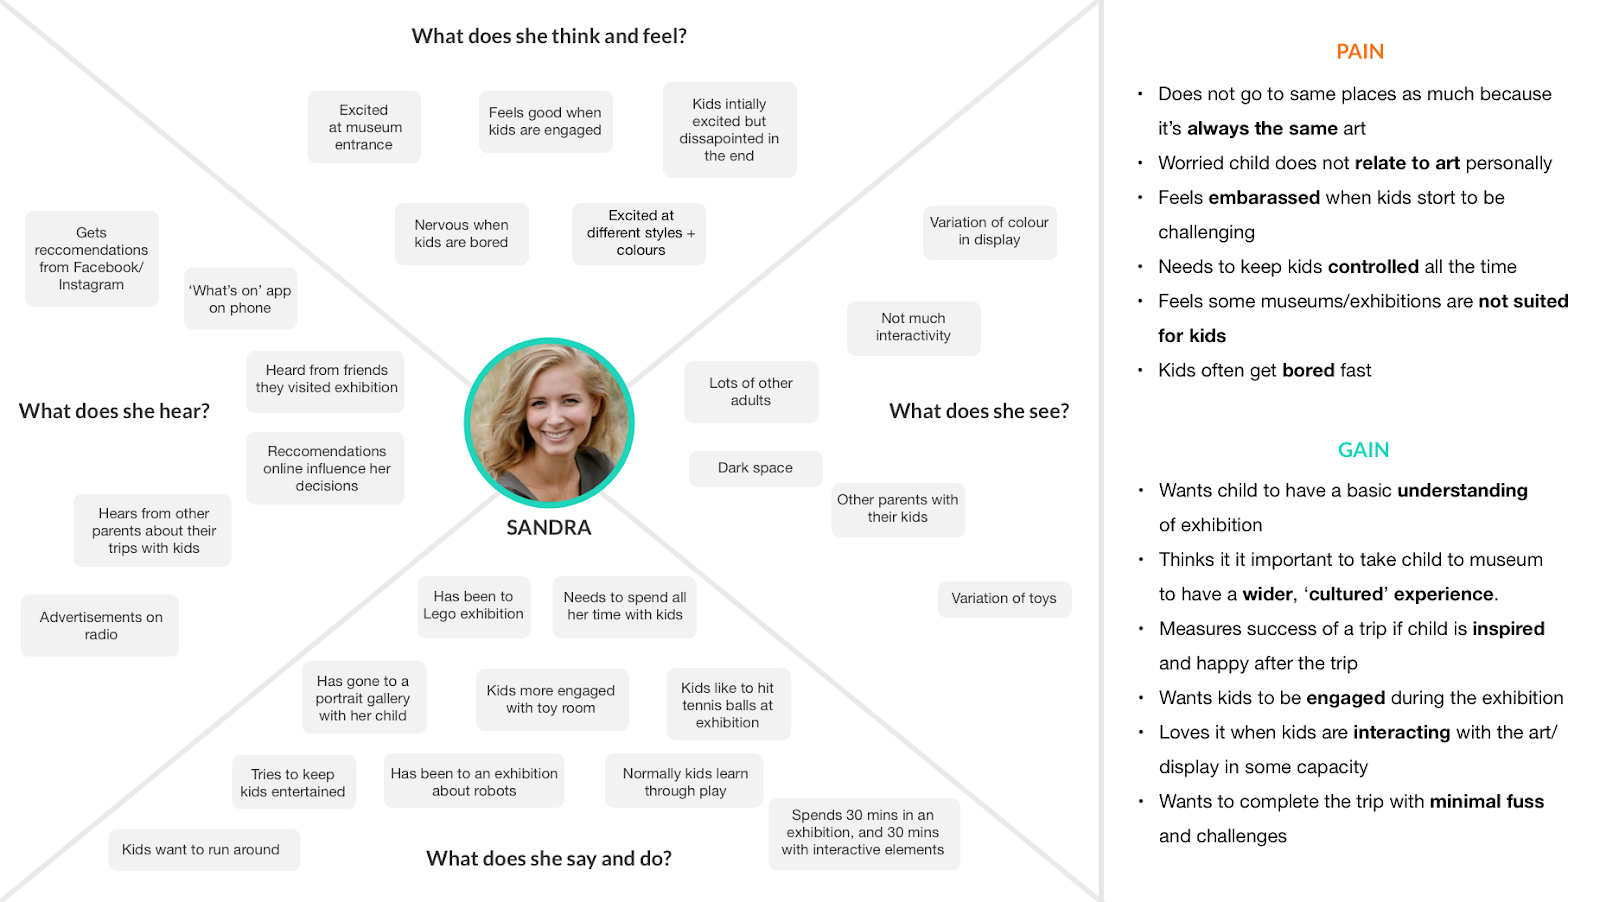 What does she think and feel?
Excited
at museum
entrance
Feels good when
kids are engaged
Kids intially
excited but
dissapointed in
the end
Nervous when
kids are bored
Excited at
different styles +
colours
What does she hear?
Gets
reccomendations
from Facebook/
Instagram
‘What’s on’ app
on phone
Heard from friends
they visited exhibition
Reccomendations
online influence her
decisions
Hears from other
parents about their
trips with kids
Advertisements on
radio
SANDRA
What does she see?
Variation of colour
in display
Not much
interactivity
Lots of other
adults
Dark space
Other parents with
their kids
Variation of toys
Has been to
Lego exhibition
Needs to spend all
her time with kids
Has gone to a
portrait gallery
with her child
Kids more engaged
with toy room
Kids like to hit
tennis balls at
exhibition
Tries to keep
kids entertained
Has been to an exhibition
about robots
Normally kids learn
through play
Spends 30 mins in an
exhibition, and 30 mins
with interactive elements
Kids want to run around
What does she say and do?
PAIN
• Does not go to same places as much because
it’s always the same art
• Worried child does not relate to art personally
• Feels embarassed when kids stort to be
challenging
• Needs to keep kids controlled all the time
• Feels some museums/exhibitions are not suited
for kids
• Kids often get bored fast
GAIN
• Wants child to have a basic understanding
of exhibition
• Thinks it it important to take child to museum
to have a wider, ‘cultured’ experience.
• Measures success of a trip if child is inspired
and happy after the trip
• Wants kids to be engaged during the exhibition
• Loves it when kids are interacting with the art/
display in some capacity
• Wants to complete the trip with minimal fuss
and challenges